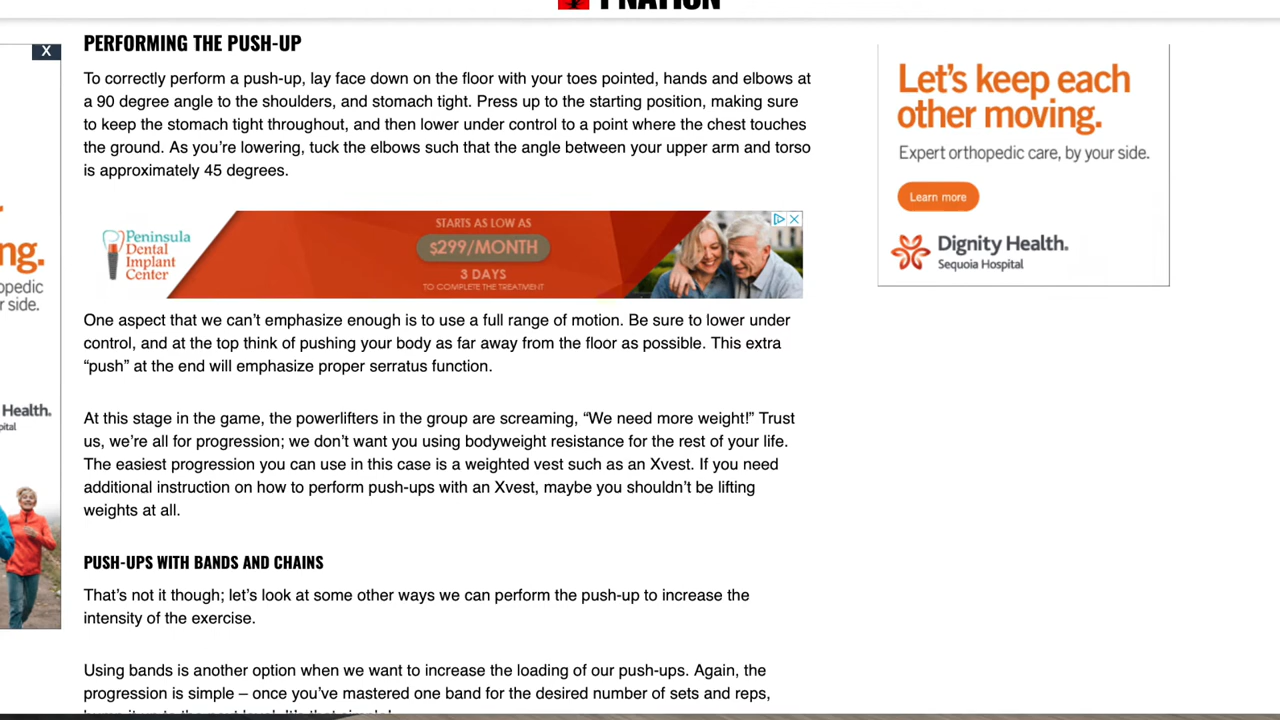 NATION
PERFORMING THE PUSH-UP
X
To correctly perform a push-up, lay face down on the floor with your toes pointed, hands and elbows at
a 90 degree angle to the shoulders, and stomach tight. Press up to the starting position, making sure
to keep the stomach tight throughout, and then lower under control to a point where the chest touches
the ground. As you’re lowering, tuck the elbows such that the angle between your upper arm and torso
is approximately 45 degrees.
Let’s keep each
other moving.
Expert orthopedic care, by your side.
Learn more
Dignity Health.
Sequoia Hospital
ng.
opedic
r side.
Health.
pital
Peninsula
Dental
Implant
Center
STARTS AS LOW AS
$299/MONTH
3 DAYS
TO COMPLETE THE TREATMENT
One aspect that we can’t emphasize enough is to use a full range of motion. Be sure to lower under
control, and at the top think of pushing your body as far away from the floor as possible. This extra
“push” at the end will emphasize proper serratus function.
At this stage in the game, the powerlifters in the group are screaming, “We need more weight!” Trust
us, we’re all for progression; we don’t want you using bodyweight resistance for the rest of your life.
The easiest progression you can use in this case is a weighted vest such as an Xvest. If you need
additional instruction on how to perform push-ups with an Xvest, maybe you shouldn’t be lifting
weights at all.
PUSH-UPS WITH BANDS AND CHAINS
That’s not it though; let’s look at some other ways we can perform the push-up to increase the
intensity of the exercise.
Using bands is another option when we want to increase the loading of our push-ups. Again, the
progression is simple – once you’ve mastered one band for the desired number of sets and reps,